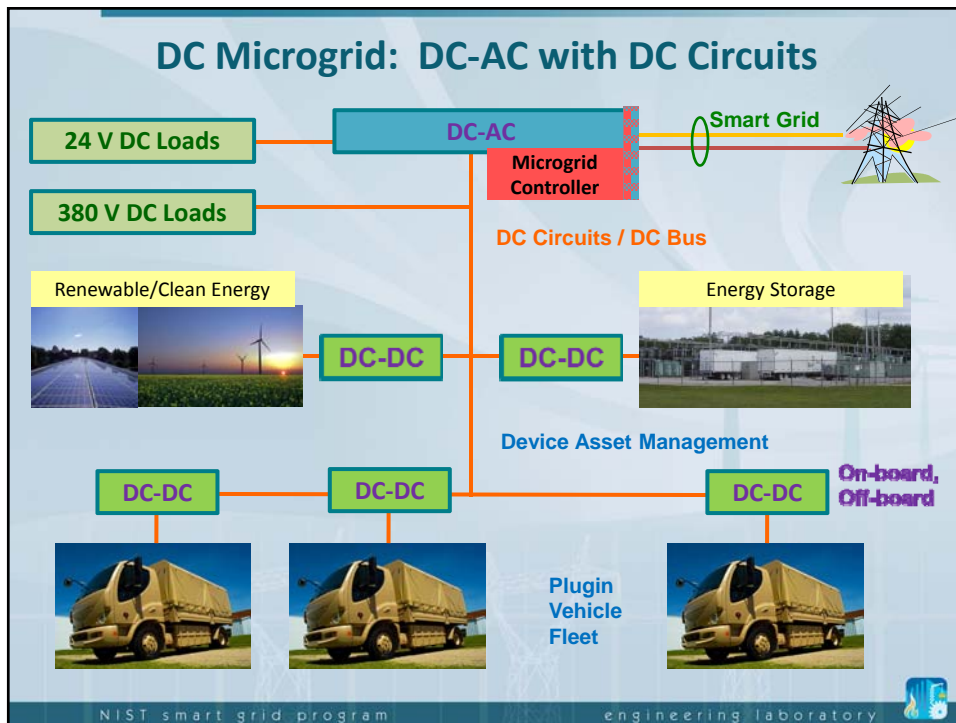 DC Microgrid: DC-AC with DC Circuits
24 V DC Loads
DC-AC
Smart Grid
Microgrid
Controller
380 V DC Loads
DC Circuits / DC Bus
Renewable/Clean Energy
Energy Storage
DC-DC
DC-DC
Device Asset Management
DC-DC
DC-DC
DC-DC
On-board,
Off-board
Plugin
Vehicle
Fleet
NIST smart grid program
engineering laboratory